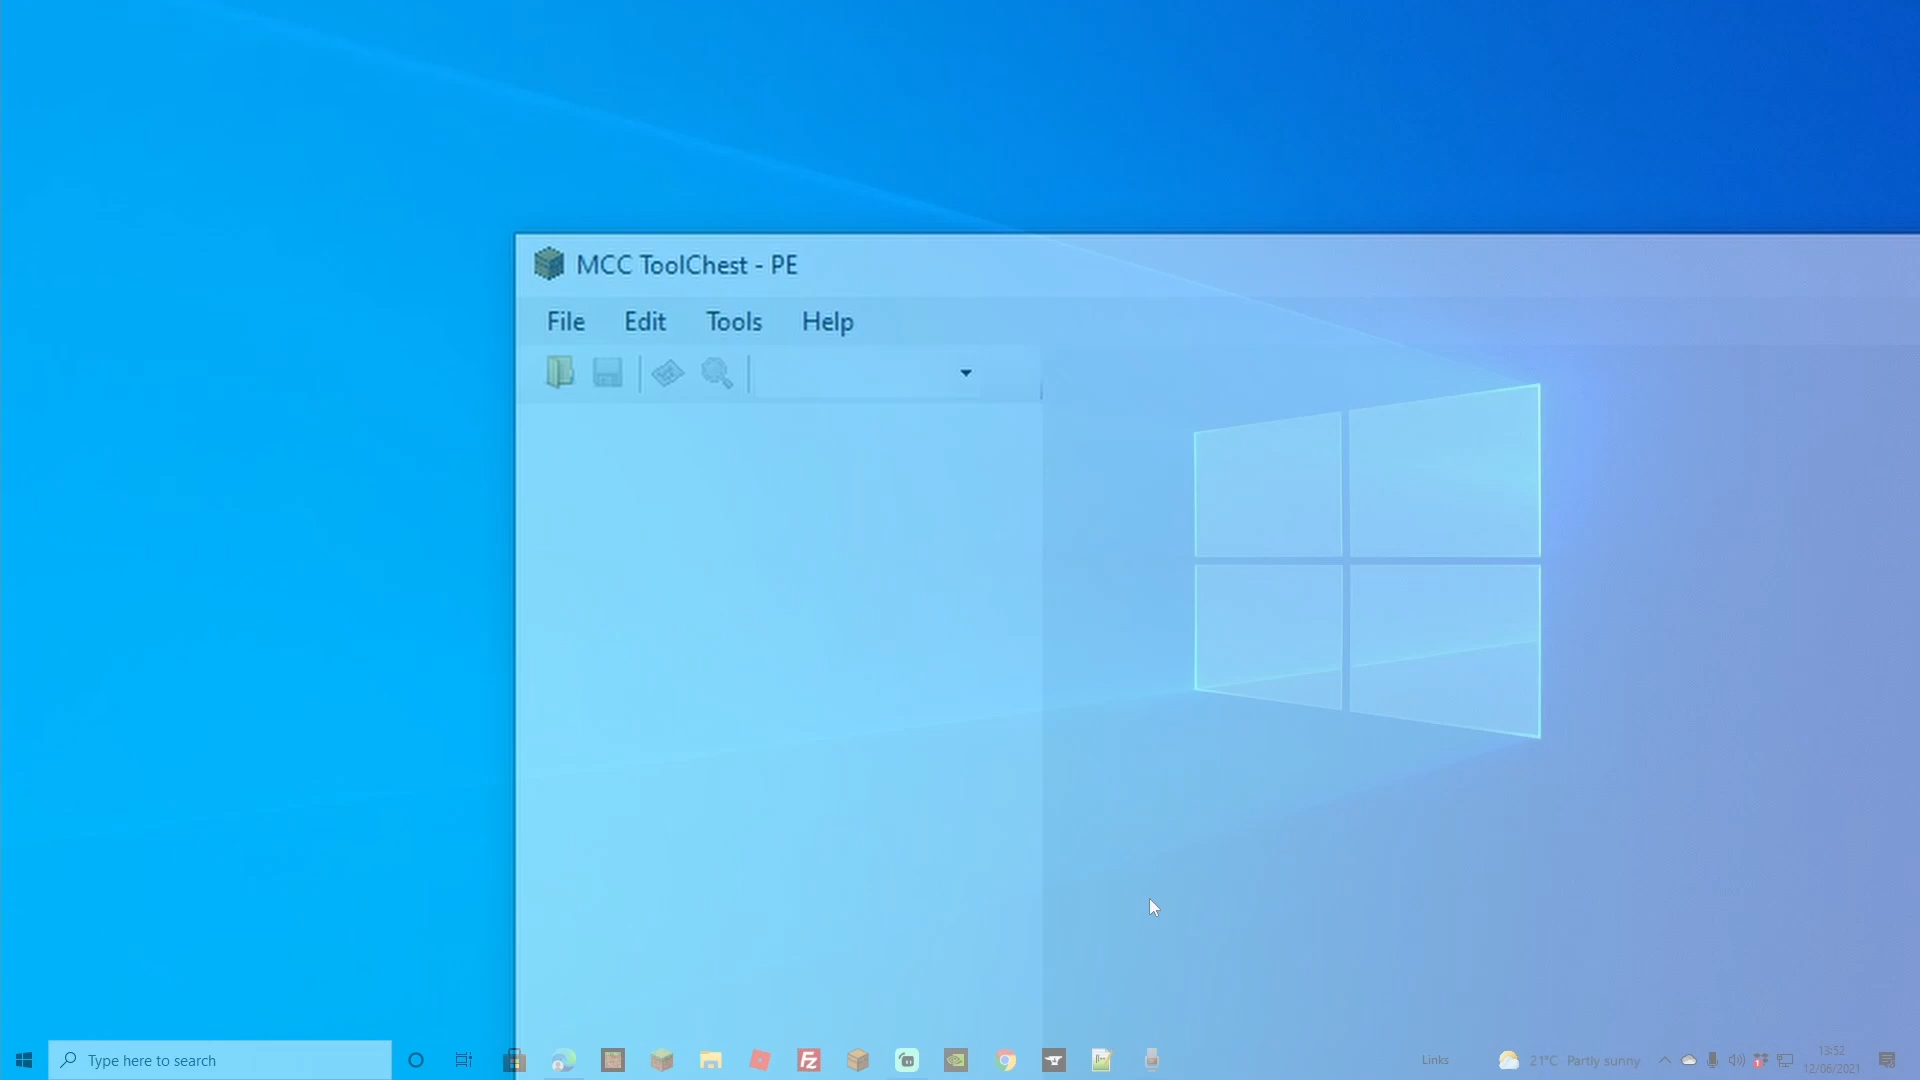 MCC ToolChest - PE
File Edit Tools Help
Type here to search
Links
21°C Partly sunny
13:52
12/06/2021